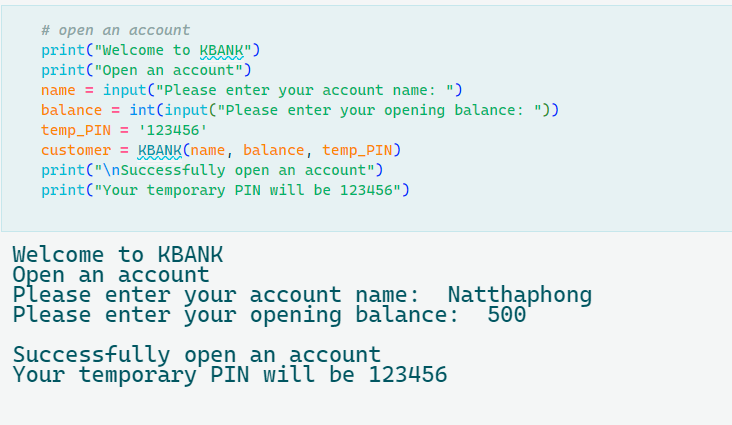 # open an account
print("Welcome to KBANK")
print("Open an account")
name = input("Please enter your account name: ")
balance = int(input("Please enter your opening balance: "))
temp_PIN = '123456'
customer = KBANK(name, balance, temp_PIN)
print("\nSuccessfully open an account")
print("Your temporary PIN will be 123456")
Welcome to KBANK
Open an account
Please enter your account name:  Natthaphong
Please enter your opening balance:  500
Successfully open an account
Your temporary PIN will be 123456